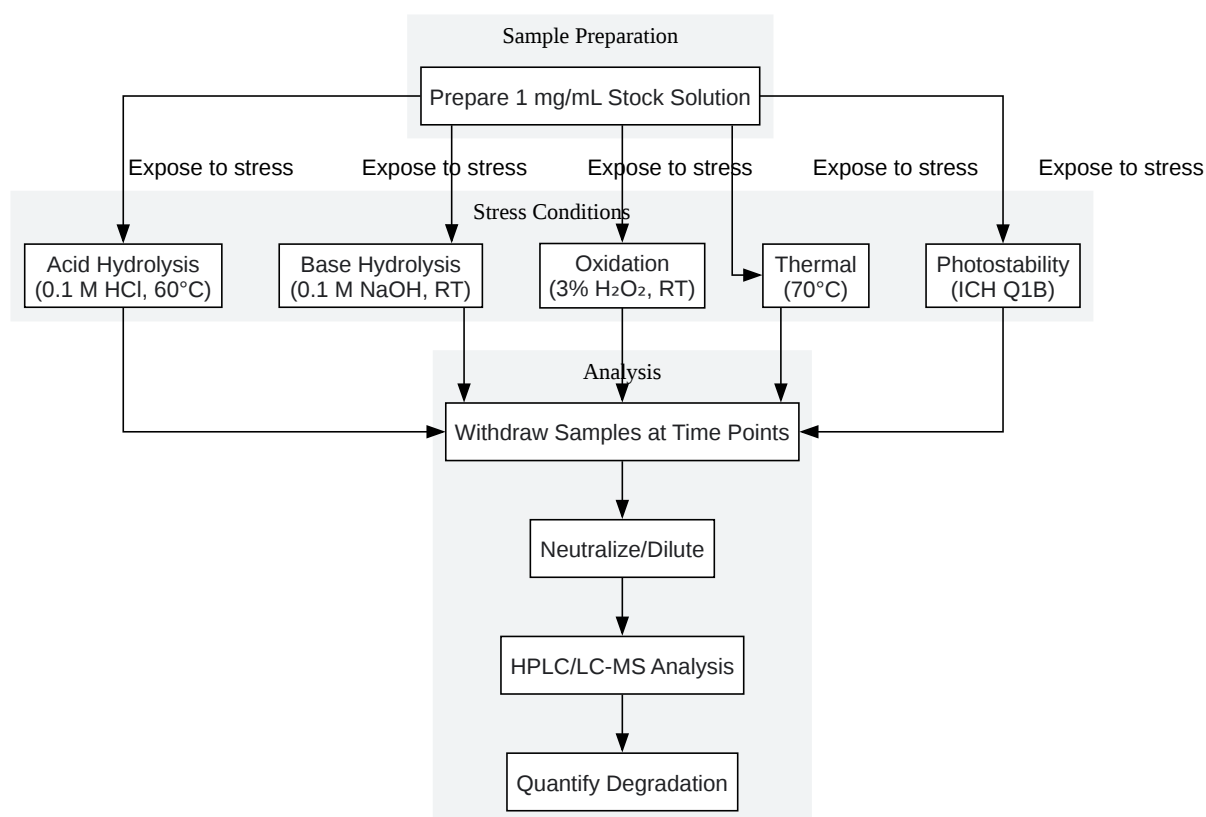 Sample Preparation
Prepare 1 mg/mL Stock Solution
Expose to stress
Expose to stress
Expose to stress
Expose to stress
Expose to stress
Stress Conditions
Acid Hydrolysis
(0.1 M HCl, 60°C)
Base Hydrolysis
(0.1 M NaOH, RT)
Oxidation
(3% H₂O₂, RT)
Thermal
(70°C)
Photostability
(ICH Q1B)
Analysis
Withdraw Samples at Time Points
Neutralize/Dilute
HPLC/LC-MS Analysis
Quantify Degradation